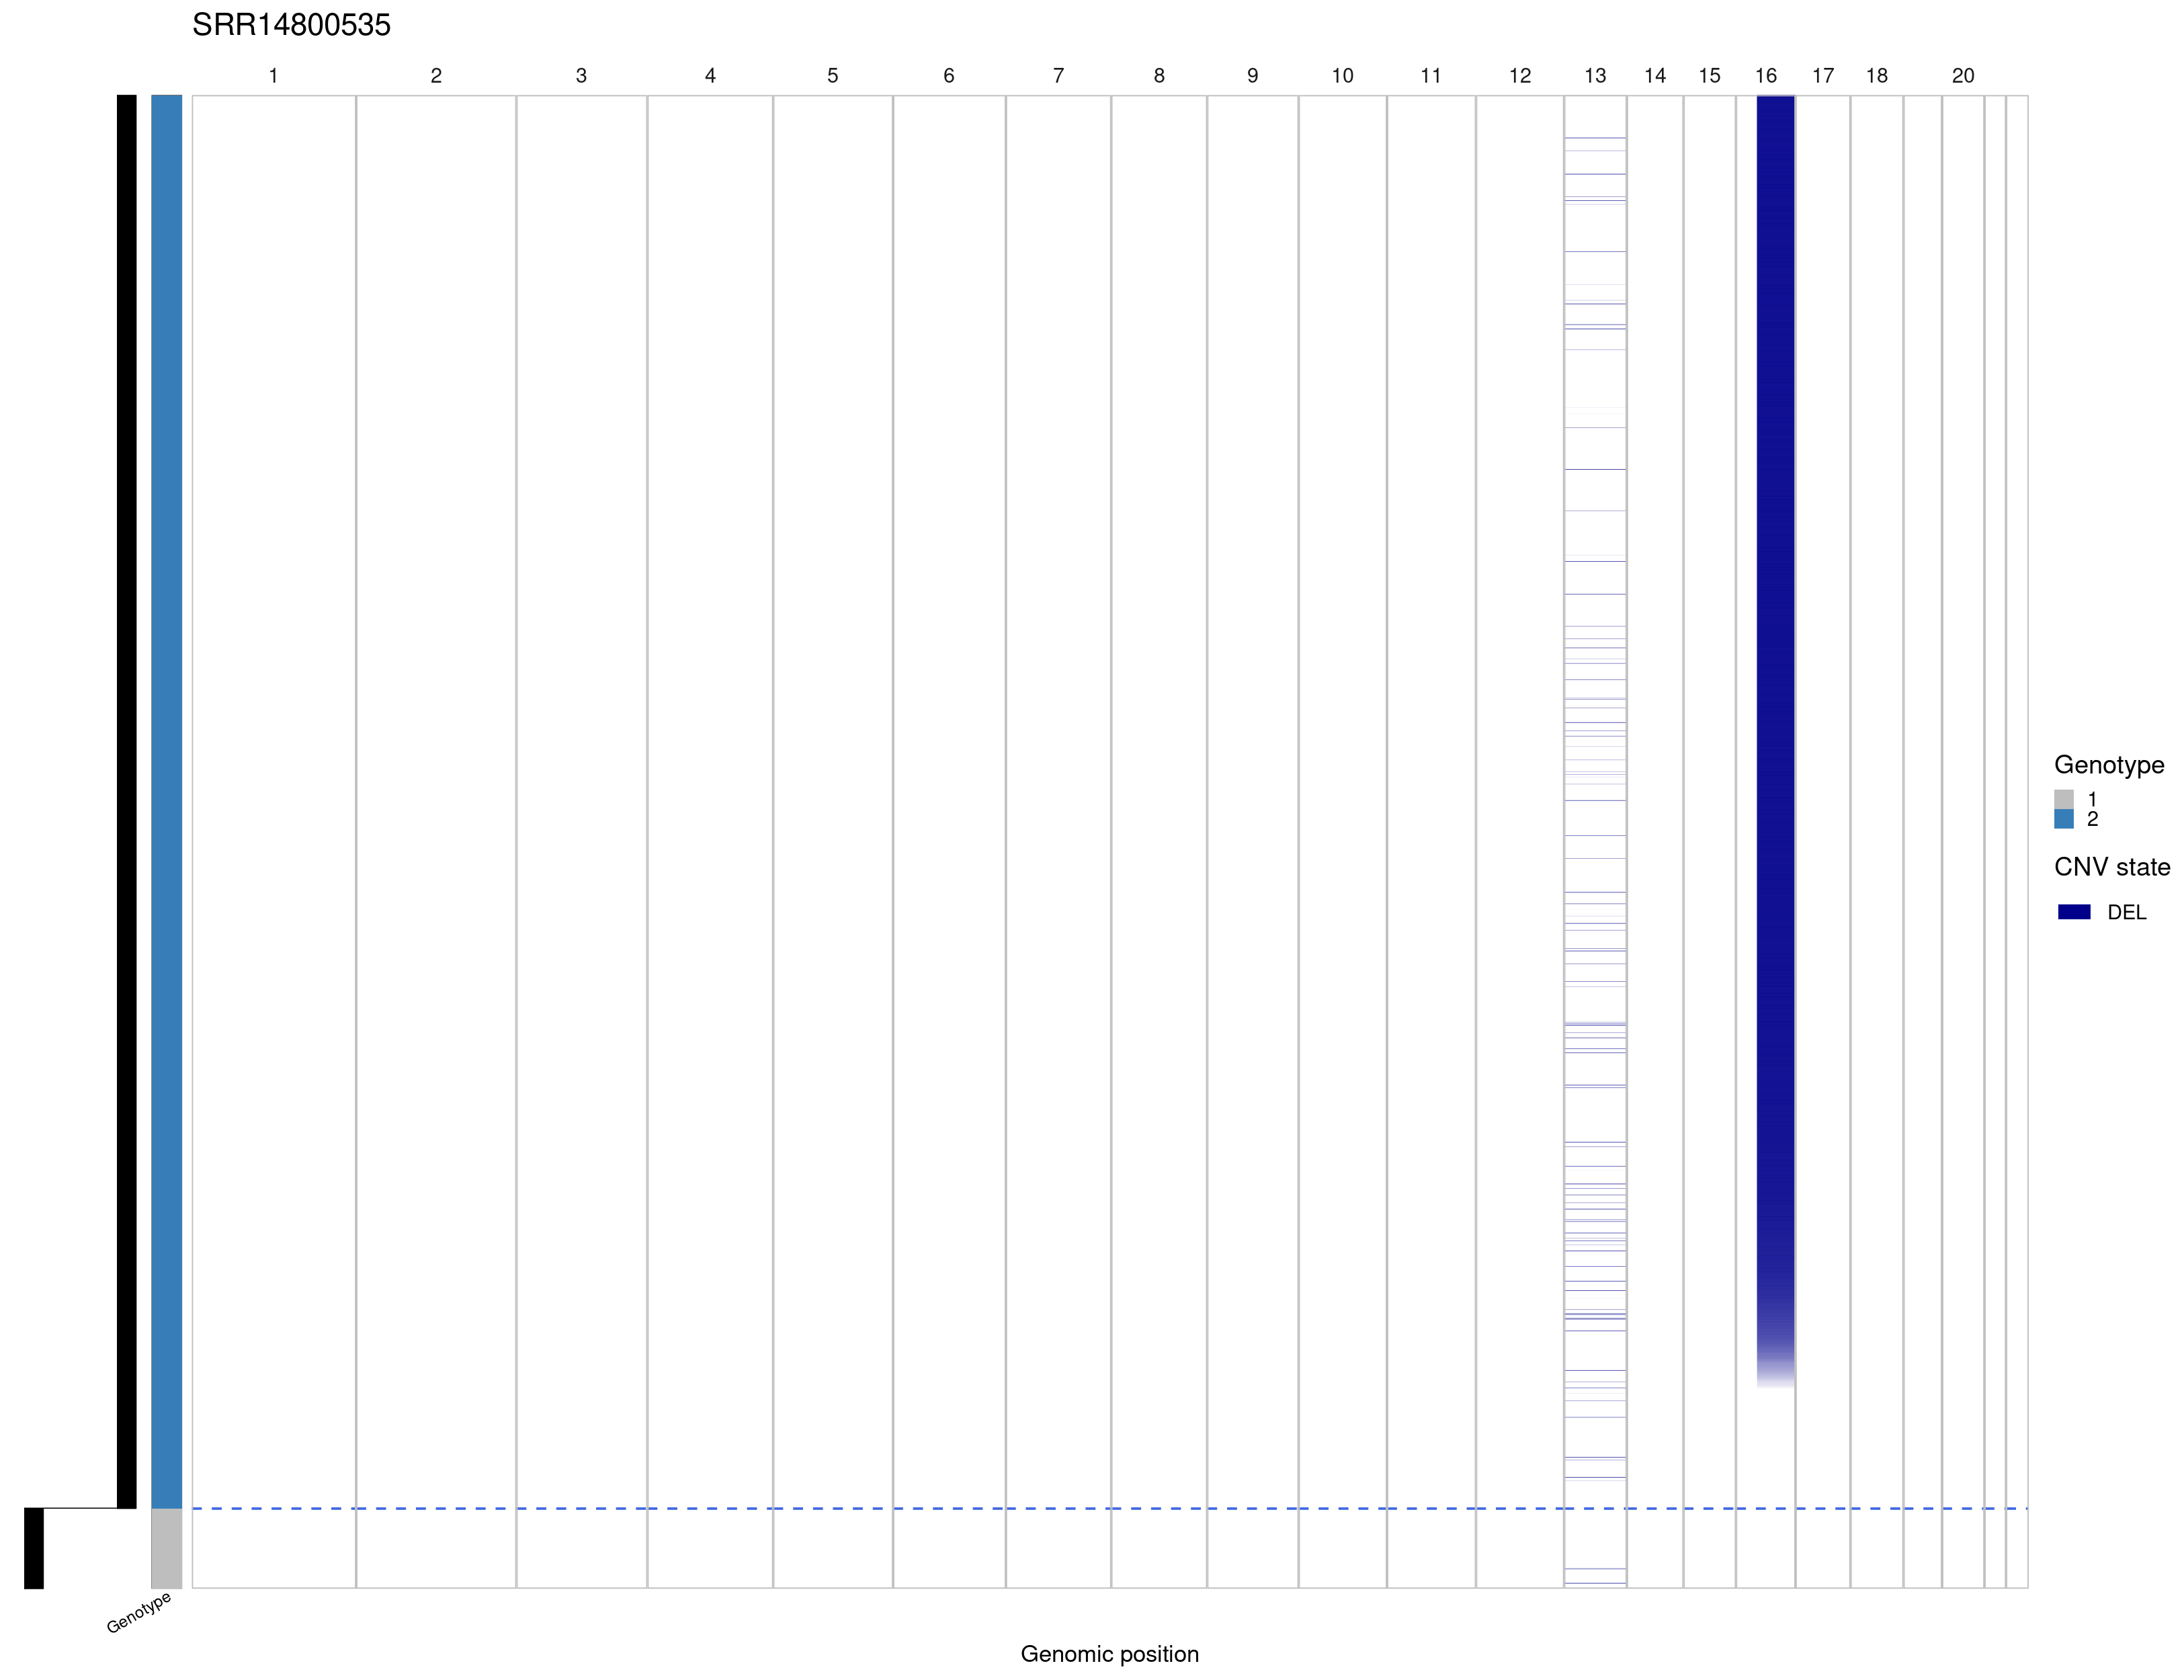 SRR14800535
1 2 3 4 5 6 7 8 9 10 11 12 13 14 15 16 17 18 20
Genotype
1
2
CNV state
DEL
Genotype
Genomic position